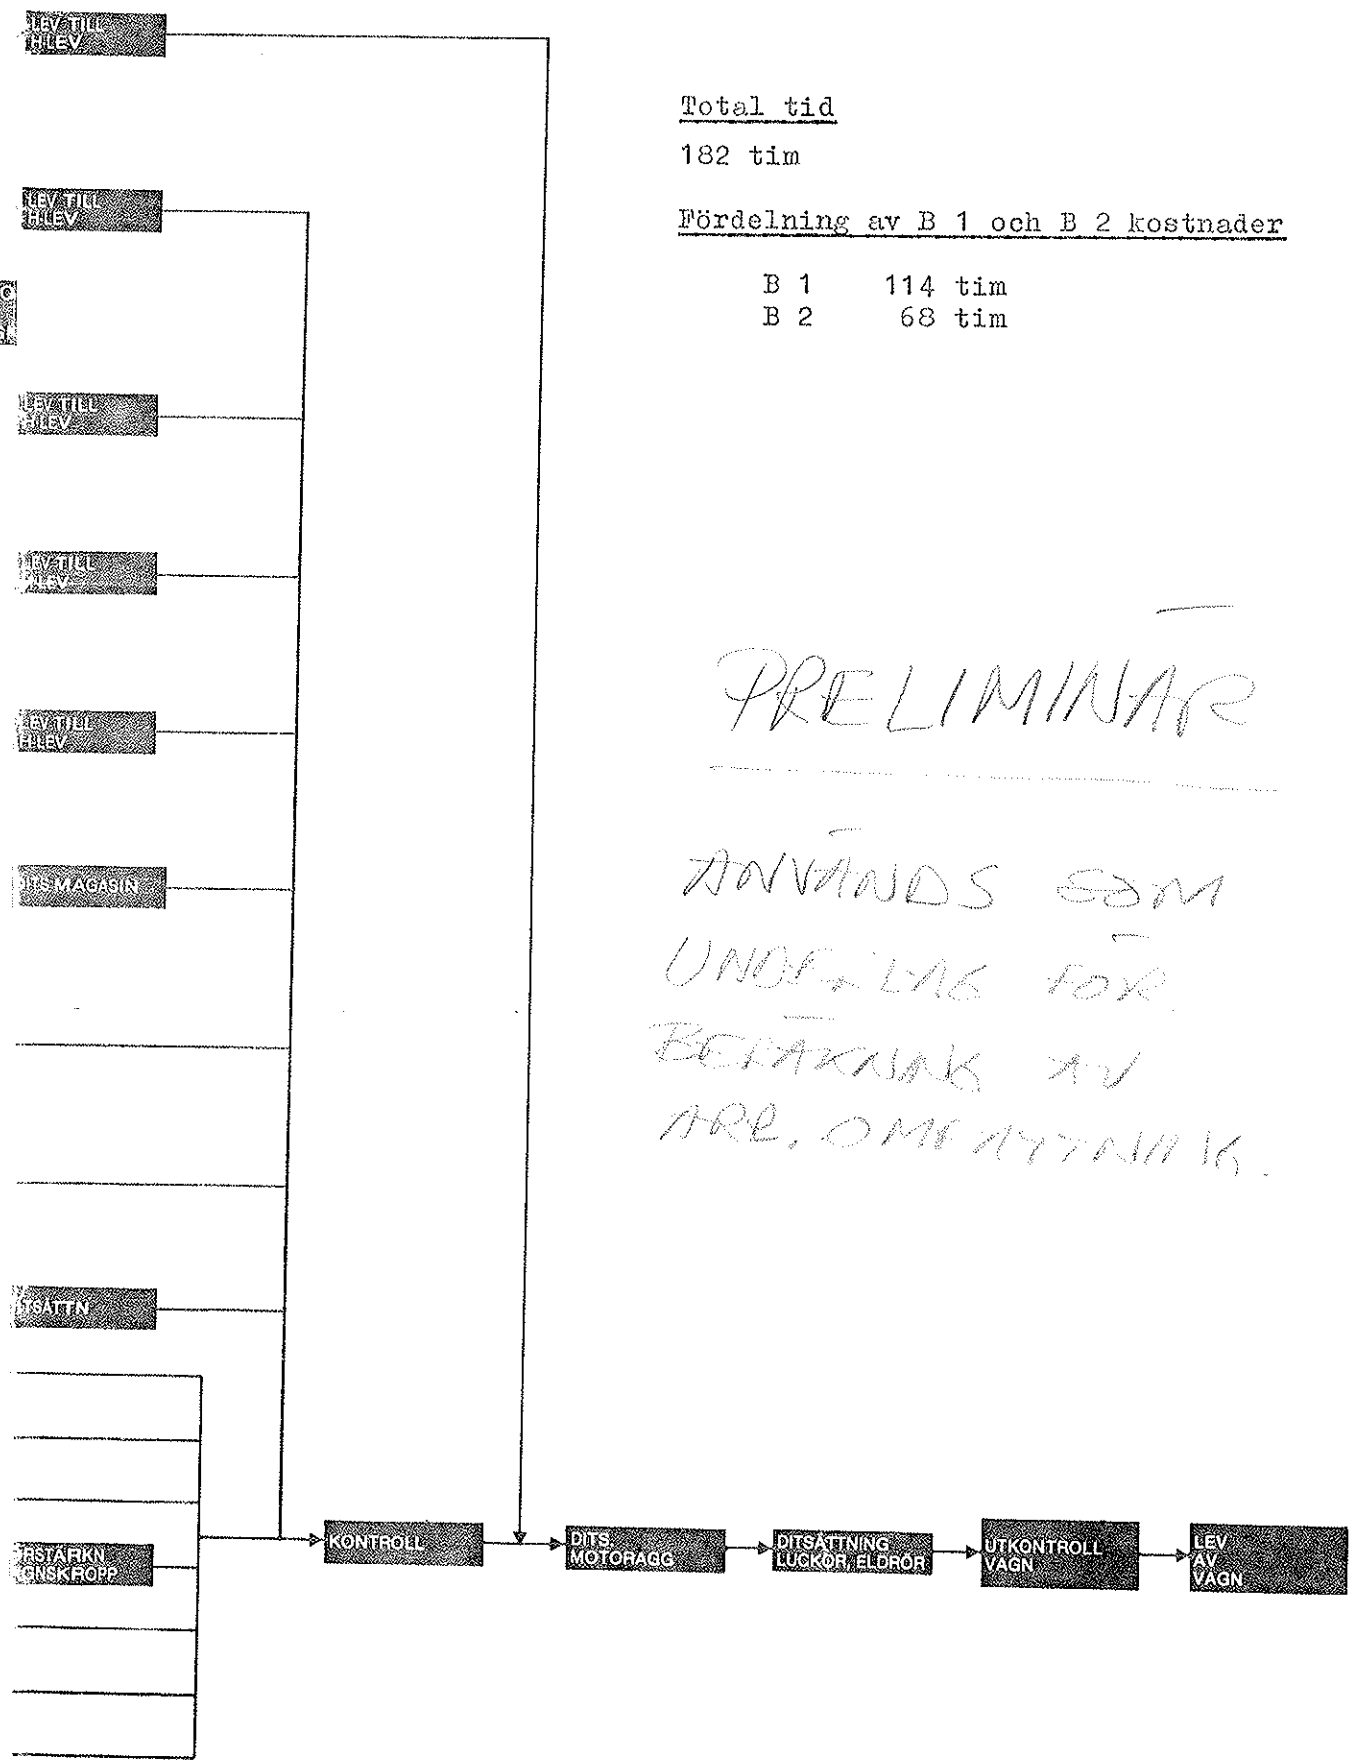 LEV TILL
H LEV
Total tid
182 tim
LEV TILL
H LEV
Fördelning av B 1 och B 2 kostnader
B 1 114 tim
B 2 68 tim
LEV TILL
H LEV
LEV TILL
H LEV
PRELIMINÄR
LEV TILL
H LEV
ANVÄNDS SOM
DITS MAGASIN
UNDERLAG FÖR
BERÄKNING AV
ARB. OMFATTNING.
TSÄTTN
KONTROLL
DITS
MOTORAGG
DITSÄTTNING
LUCKOR, ELDRÖR
UTKONTROLL
VAGN
LEV
AV
VAGN
RSTÄRKN
GNSKROPP